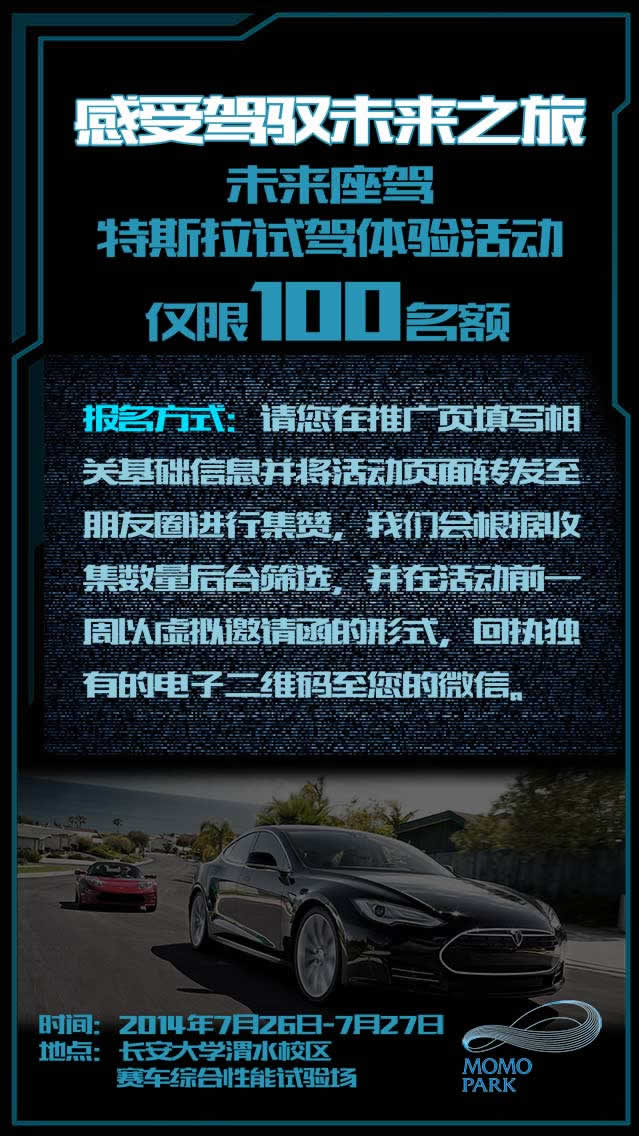 感受驾驭未来之旅
未来座驾
特斯拉试驾体验活动
仅限100名额
报名方式：请您在推广页填写相
关基础信息并将活动页面转发至
朋友圈进行集赞，我们会根据收
集数量后台筛选，并在活动前一
周以虚拟邀请函的形式，回执独
有的电子二维码至您的微信。
时间：2014年7月26日-7月27日
地点：长安大学渭水校区
赛车综合性能试验场
MOMO
PARK